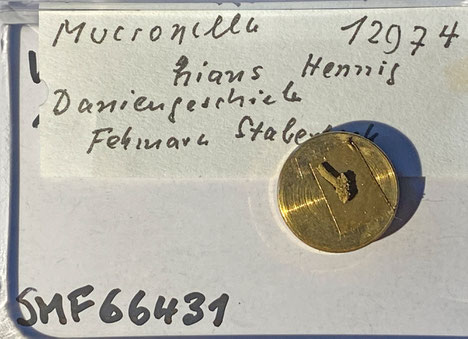 Mucronella 12974
hians Hennig
Daniengeschiebe
Fehmarn
SMF66431